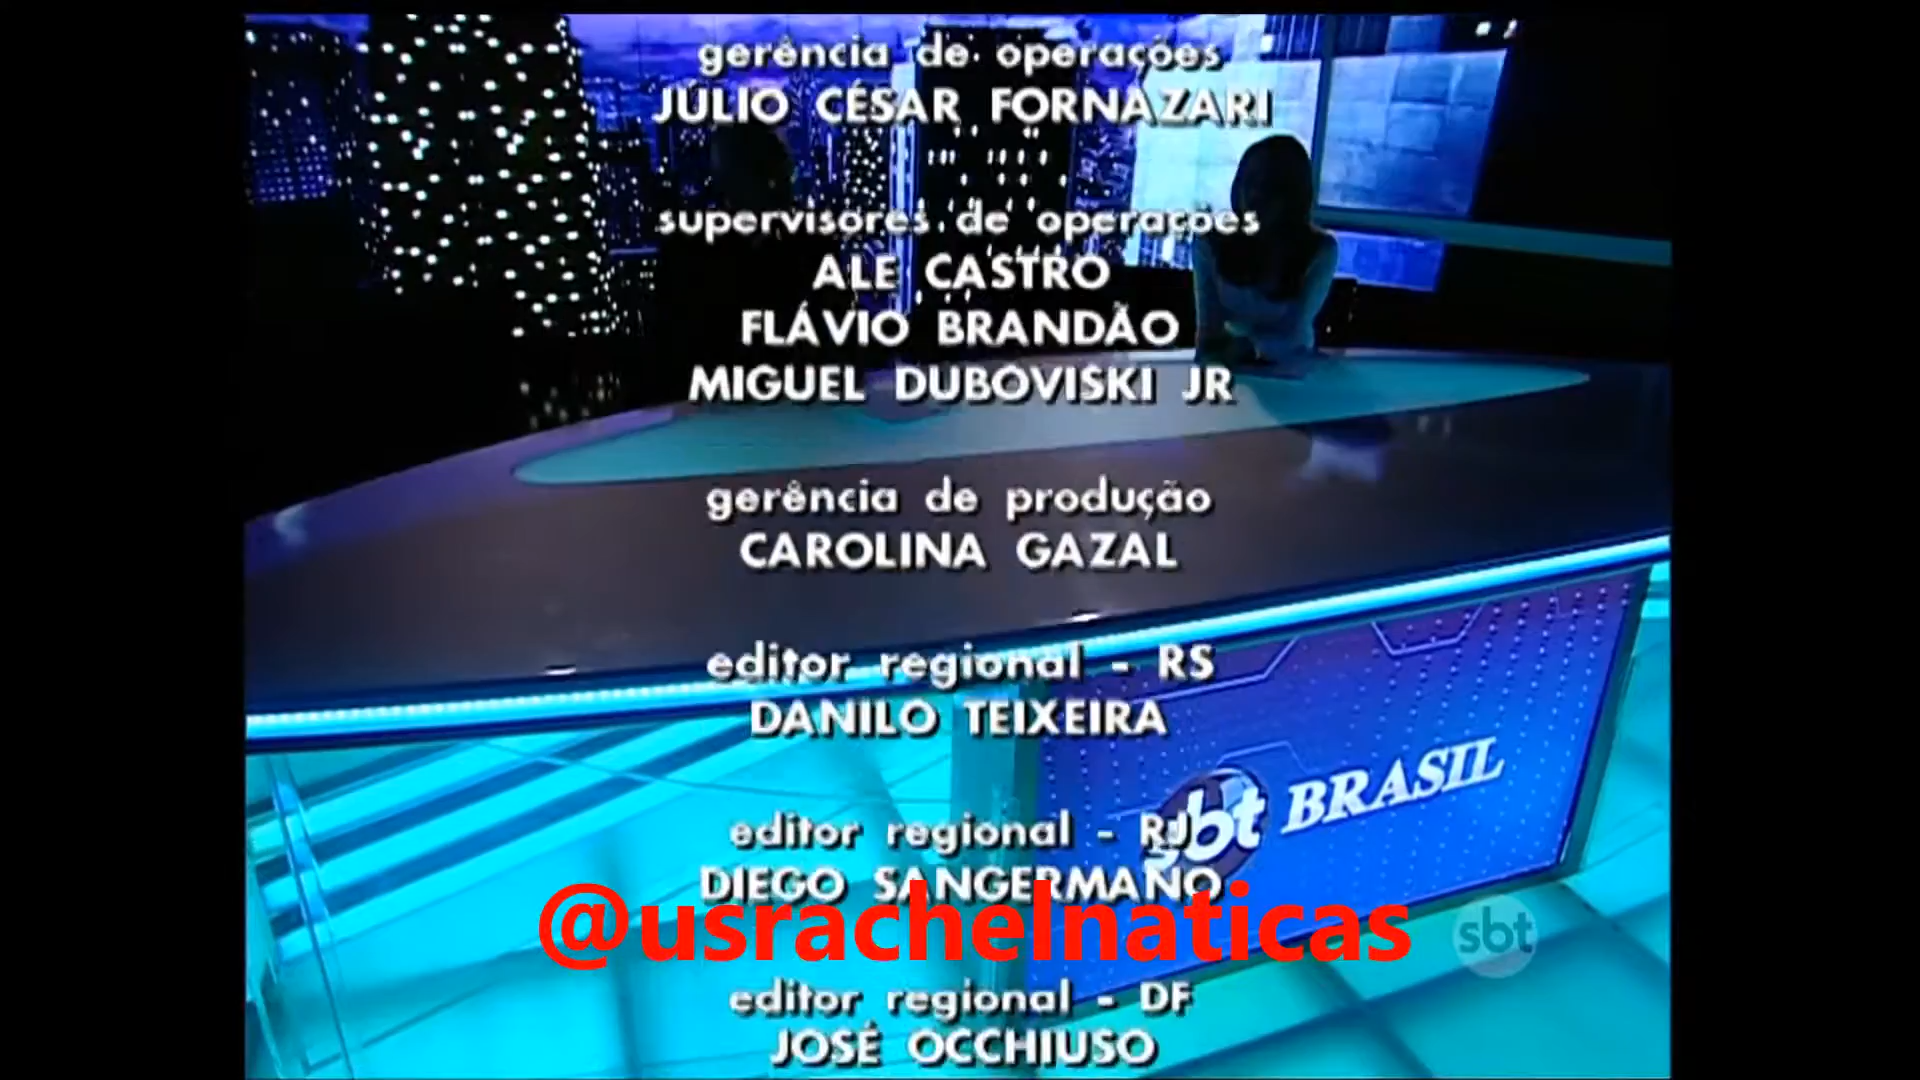 gerência de operações
JÚLIO CÉSAR FORNAZARI
supervisores de operações
ALE CASTRO
FLÁVIO BRANDÃO
MIGUEL DUBOVISKI JR
gerência de produção
CAROLINA GAZAL
editor regional - RS
DANILO TEIXEIRA
editor regional - RJ
sbt BRASIL
DIEGO SANGERMANO
@usrachelnaticas
sbt
editor regional - DF
JOSÉ OCCHIUSO